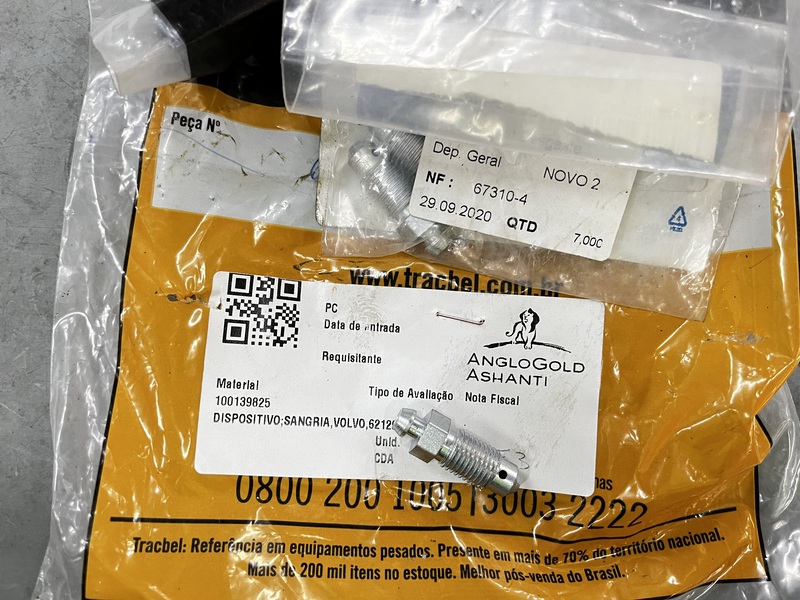 Peça Nº
Dep. Geral
NOVO 2
NF: 67310-4
29.09.2020 QTD
7,000
www.tracbel.com.br
PC
Data de entrada
Requisitante
ANGLOGOLD
ASHANTI
Material
100139825
Tipo de Avaliação
Nota Fiscal
DISPOSITIVO;SANGRIA,VOLVO,6212
Unid.
CDA
0800 200 1005 | 3003 2222
Tracbel: Referência em equipamentos pesados. Presente em mais de 70% do território nacional.
Mais de 200 mil itens no estoque. Melhor pós-venda do Brasil.